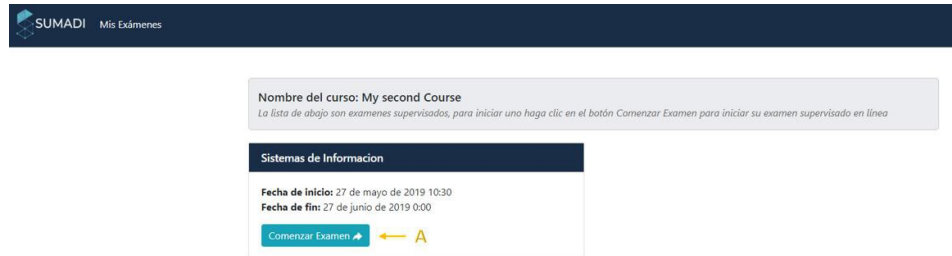 SUMADI Mis Exámenes
Nombre del curso: My second Course
La lista de abajo son examenes supervisados, para iniciar uno haga clic en el botón Comenzar Examen para iniciar su examen supervisado en línea
Sistemas de Informacion
Fecha de inicio: 27 de mayo de 2019 10:30
Fecha de fin: 27 de junio de 2019 0:00
Comenzar Examen A